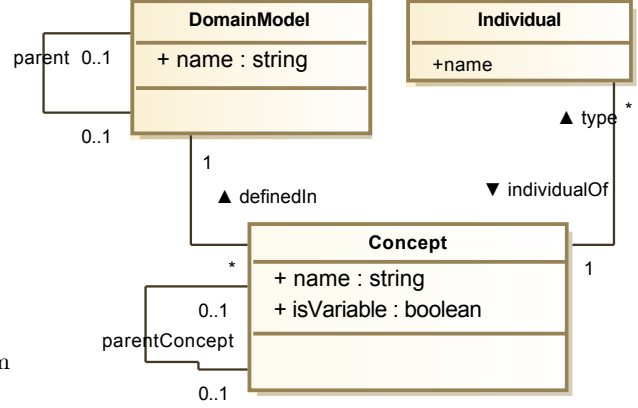 DomainModel
+ name : string
Individual
+name
parent 0..1
0..1
1
▲ definedIn
▲ type
*
▼ individualOf
Concept
+ name : string
+ isVariable : boolean
*
1
0..1
parentConcept
0..1